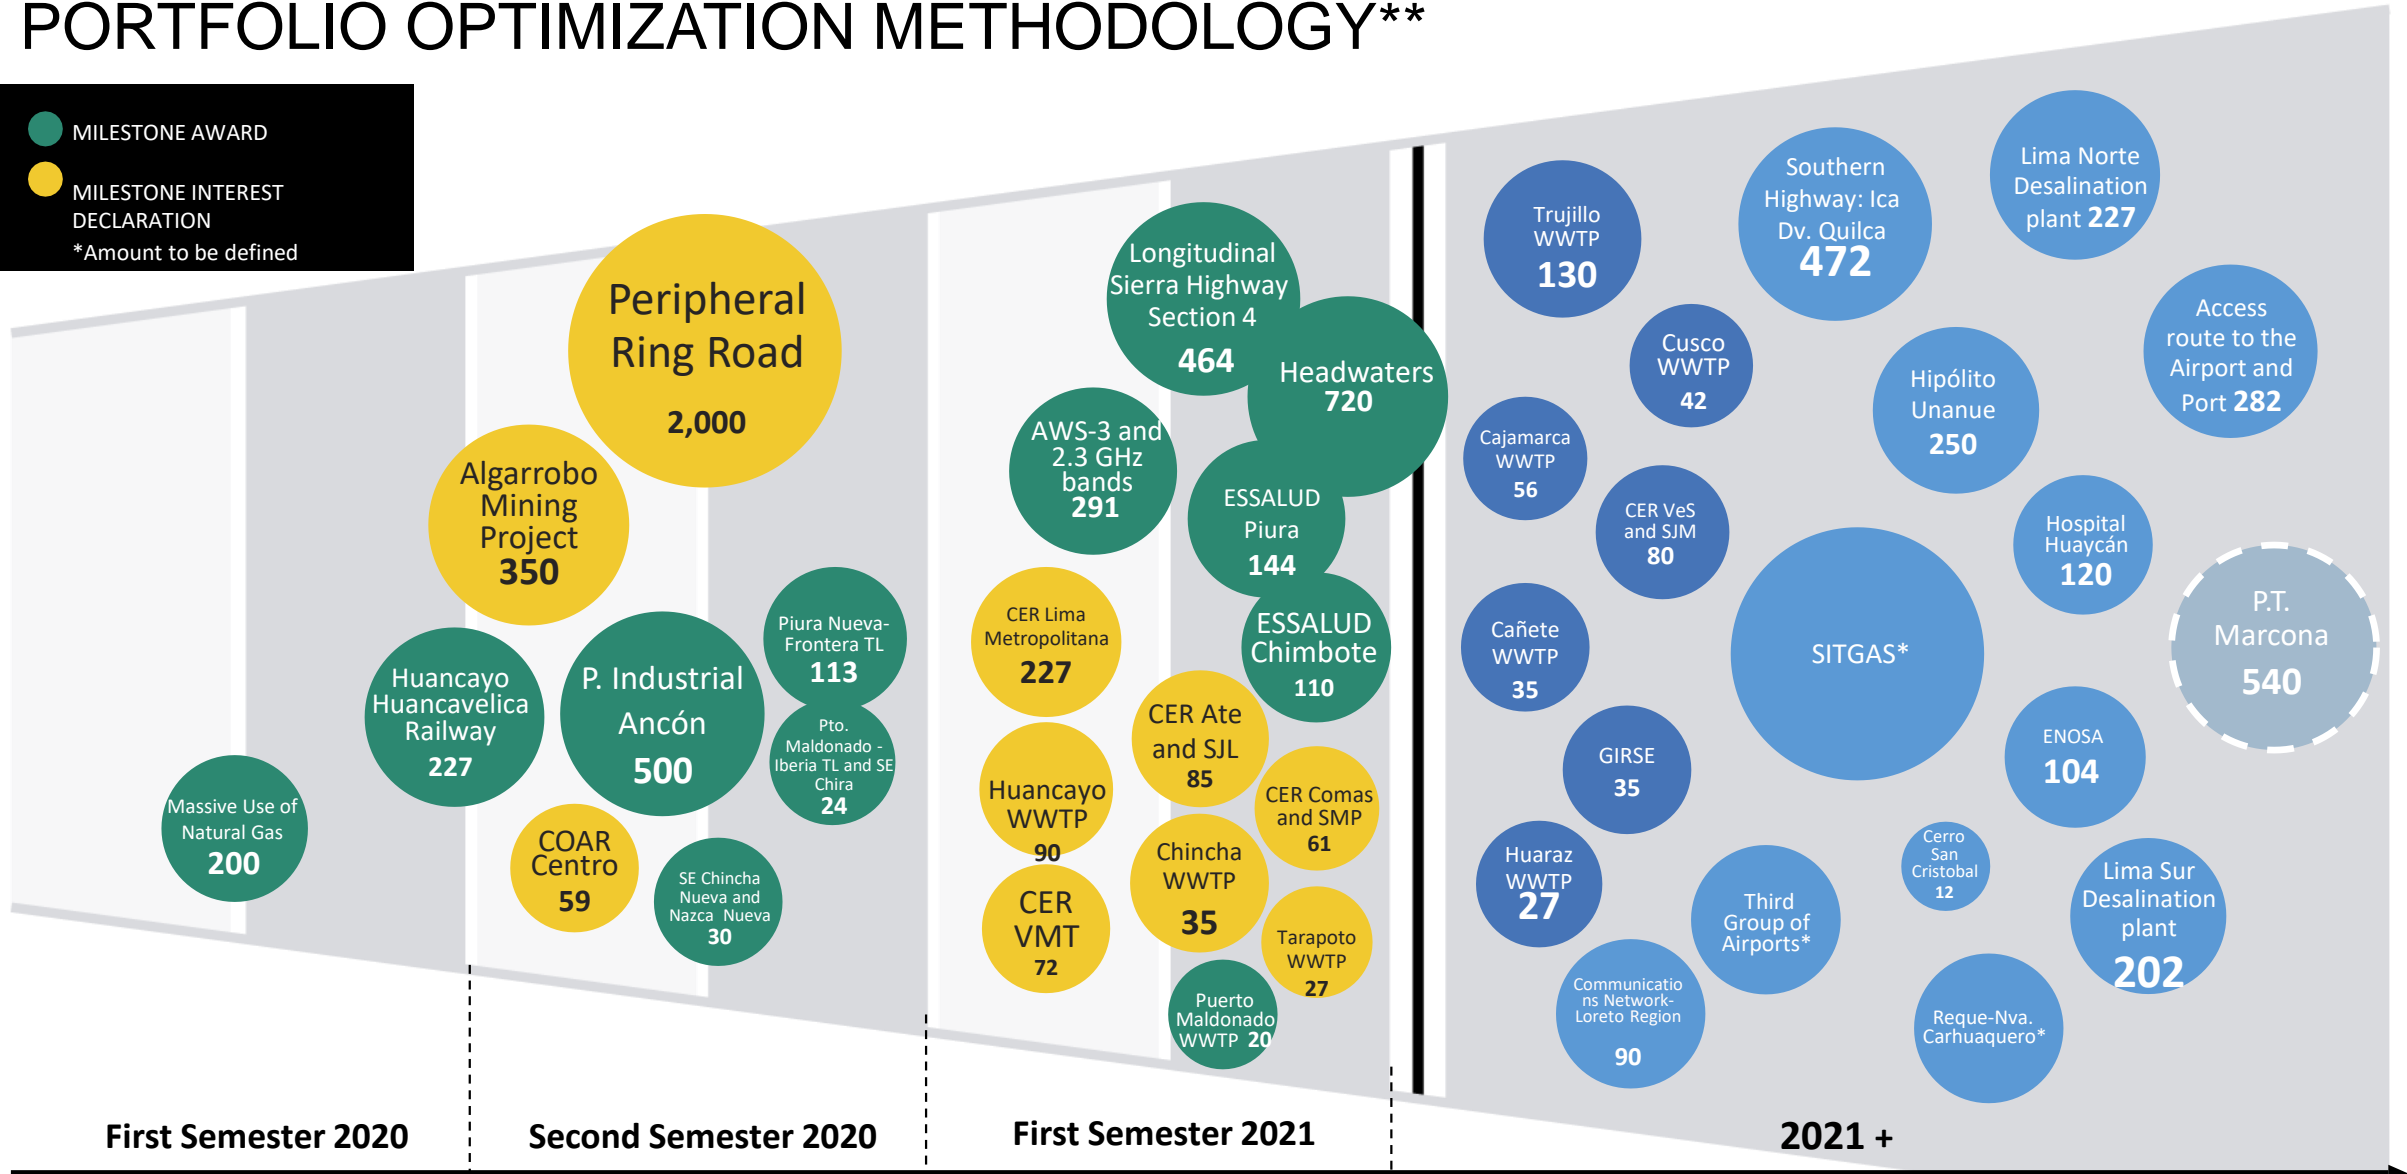 PORTFOLIO OPTIMIZATION METHODOLOGY**
MILESTONE AWARD
MILESTONE INTEREST
DECLARATION
*Amount to be defined
Massive Use of
Natural Gas
200
Huancayo
Huancavelica
Railway
227
Algarrobo
Mining
Project
350
Peripheral
Ring Road
2,000
P. Industrial
Ancón
500
Piura Nueva-
Frontera TL
113
Pto.
Maldonado -
Iberia TL and SE
Chira
24
COAR
Centro
59
SE Chincha
Nueva and
Nazca Nueva
30
Longitudinal
Sierra Highway
Section 4
464
Headwaters
720
AWS-3 and
2.3 GHz
bands
291
ESSALUD
Piura
144
ESSALUD
Chimbote
110
CER Lima
Metropolitana
227
CER Ate
and SJL
85
Huancayo
WWTP
90
CER Comas
and SMP
61
Chincha
WWTP
35
CER
VMT
72
Tarapoto
WWTP
27
Puerto
Maldonado
WWTP 20
Trujillo
WWTP
130
Cusco
WWTP
42
Cajamarca
WWTP
56
CER VeS
and SJM
80
Cañete
WWTP
35
GIRSE
35
Huaraz
WWTP
27
Communicatio
ns Network-
Loreto Region
90
Southern
Highway: Ica
Dv. Quilca
472
Lima Norte
Desalination
plant 227
Access
route to the
Airport and
Port 282
Hipólito
Unanue
250
Hospital
Huaycán
120
SITGAS*
P.T.
Marcona
540
ENOSA
104
Cerro
San
Cristobal
12
Third
Group of
Airports*
Lima Sur
Desalination
plant
202
Reque-Nva.
Carhuaquero*
First Semester 2020
Second Semester 2020
First Semester 2021
2021 +